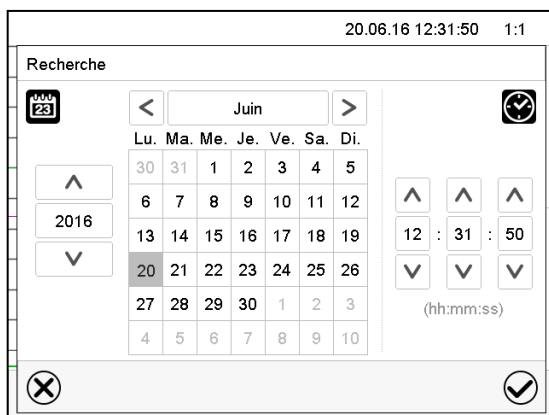 20.06.16 12:31:50 1:1
Recherche
23
< Juin >
Lu. Ma. Me. Je. Ve. Sa. Di.
30 31 1 2 3 4 5
6 7 8 9 10 11 12
13 14 15 16 17 18 19
20 21 22 23 24 25 26
27 28 29 30 1 2 3
4 5 6 7 8 9 10
2016
12 : 31 : 50
(hh:mm:ss)